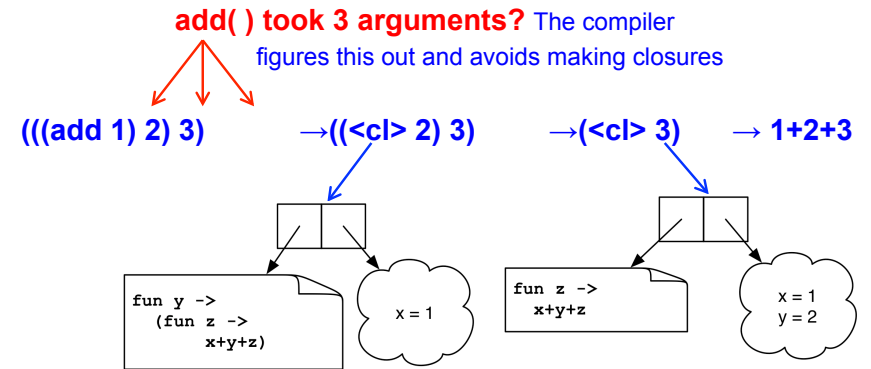 add( ) took 3 arguments? The compiler
figures this out and avoids making closures
(((add 1) 2) 3) →((<cl> 2) 3) →(<cl> 3) → 1+2+3
fun y ->
(fun z ->
x+y+z)
x = 1
fun z ->
x+y+z
x = 1
y = 2